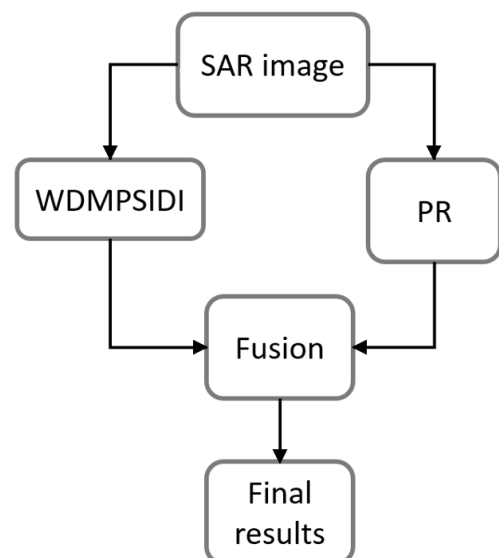 SAR image
WDMPSIDI
PR
Fusion
Final
results